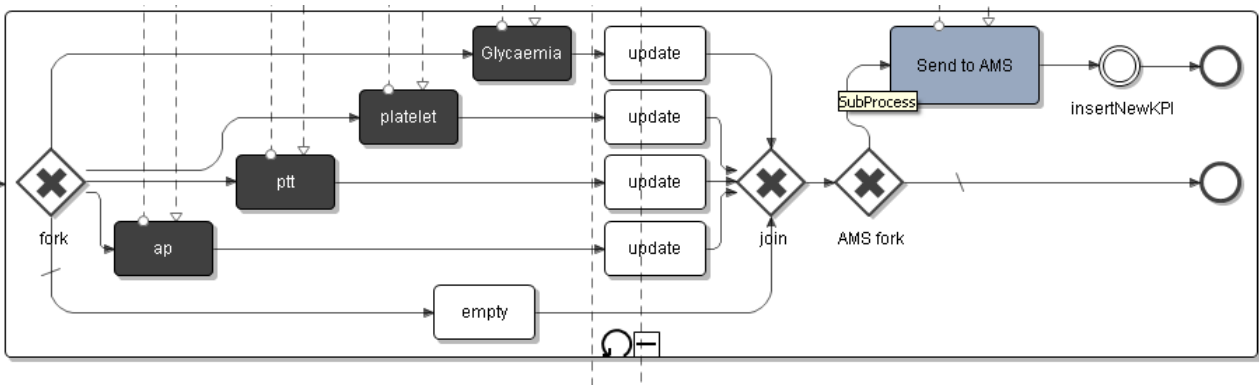 Glycaemia
update
Send to AMS
SubProcess
insertNewKPI
platelet
update
ptt
update
fork
ap
update
join
AMS fork
empty